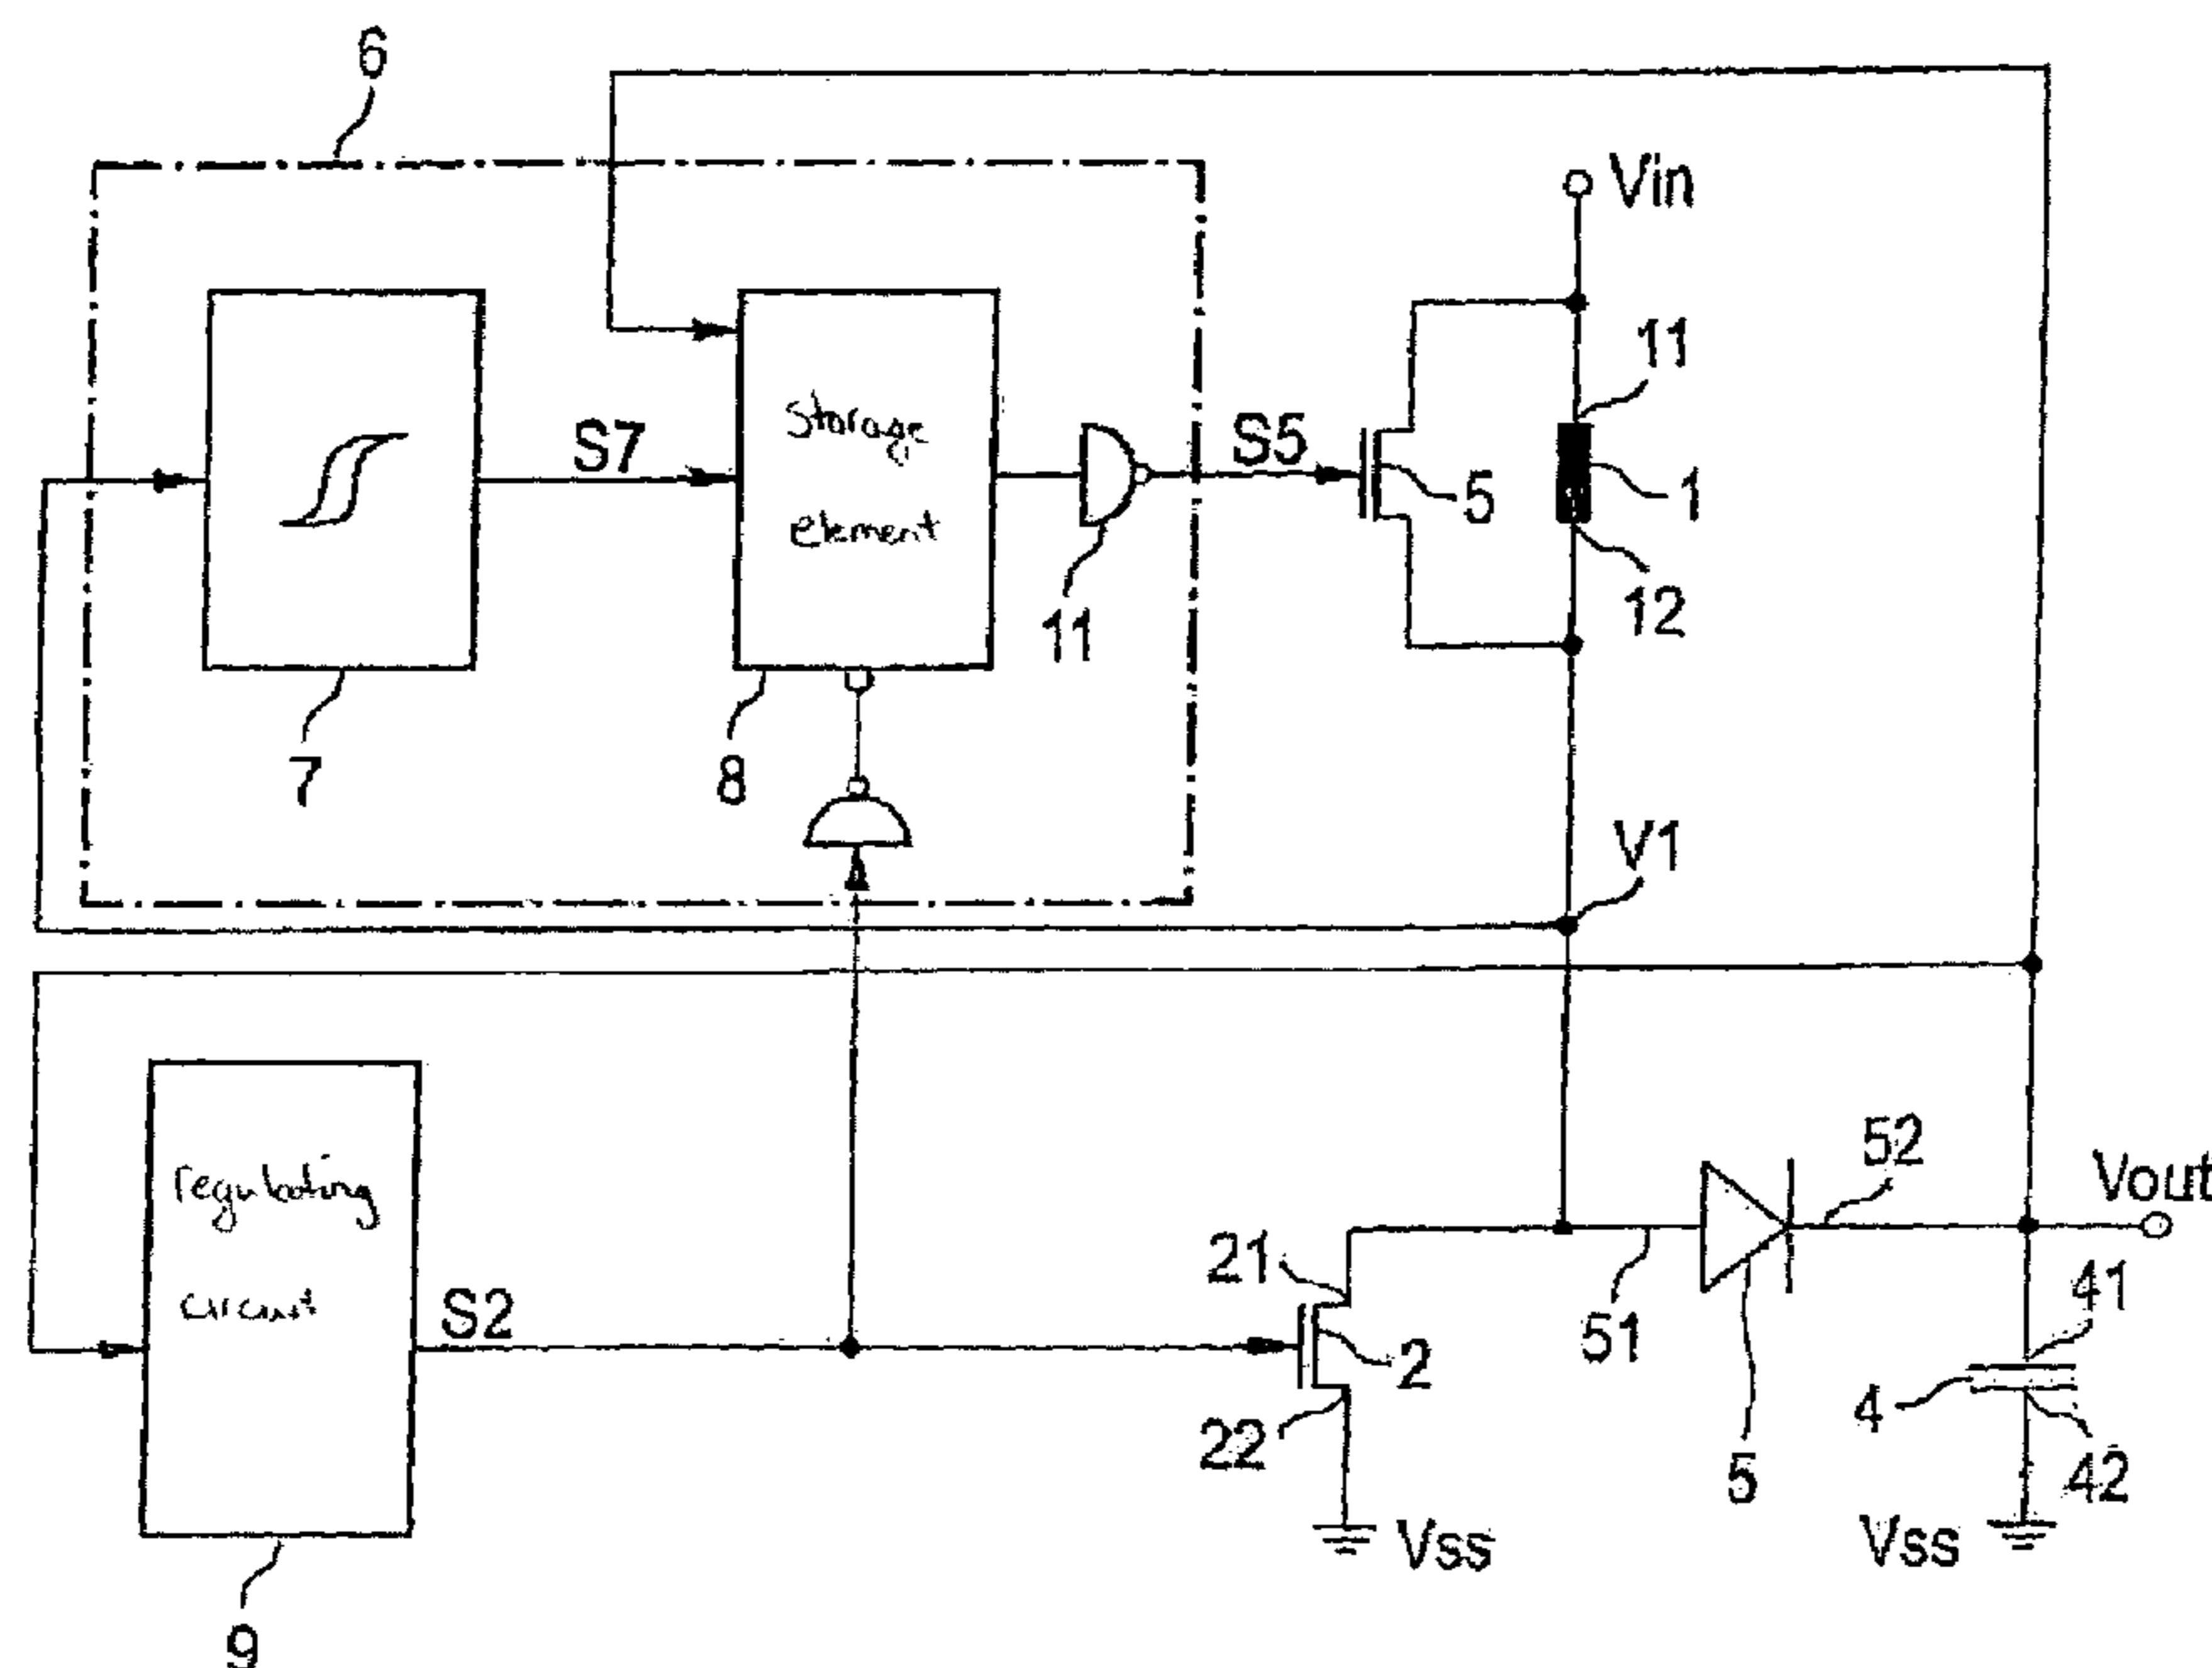 6
Vin
11
Storage
S7
S5
5
1
element
12
11
7
8
V1
52
Vout
regulating
21
41
circuit
S2
51
2
4
22
5
42
Vss
Vss
9